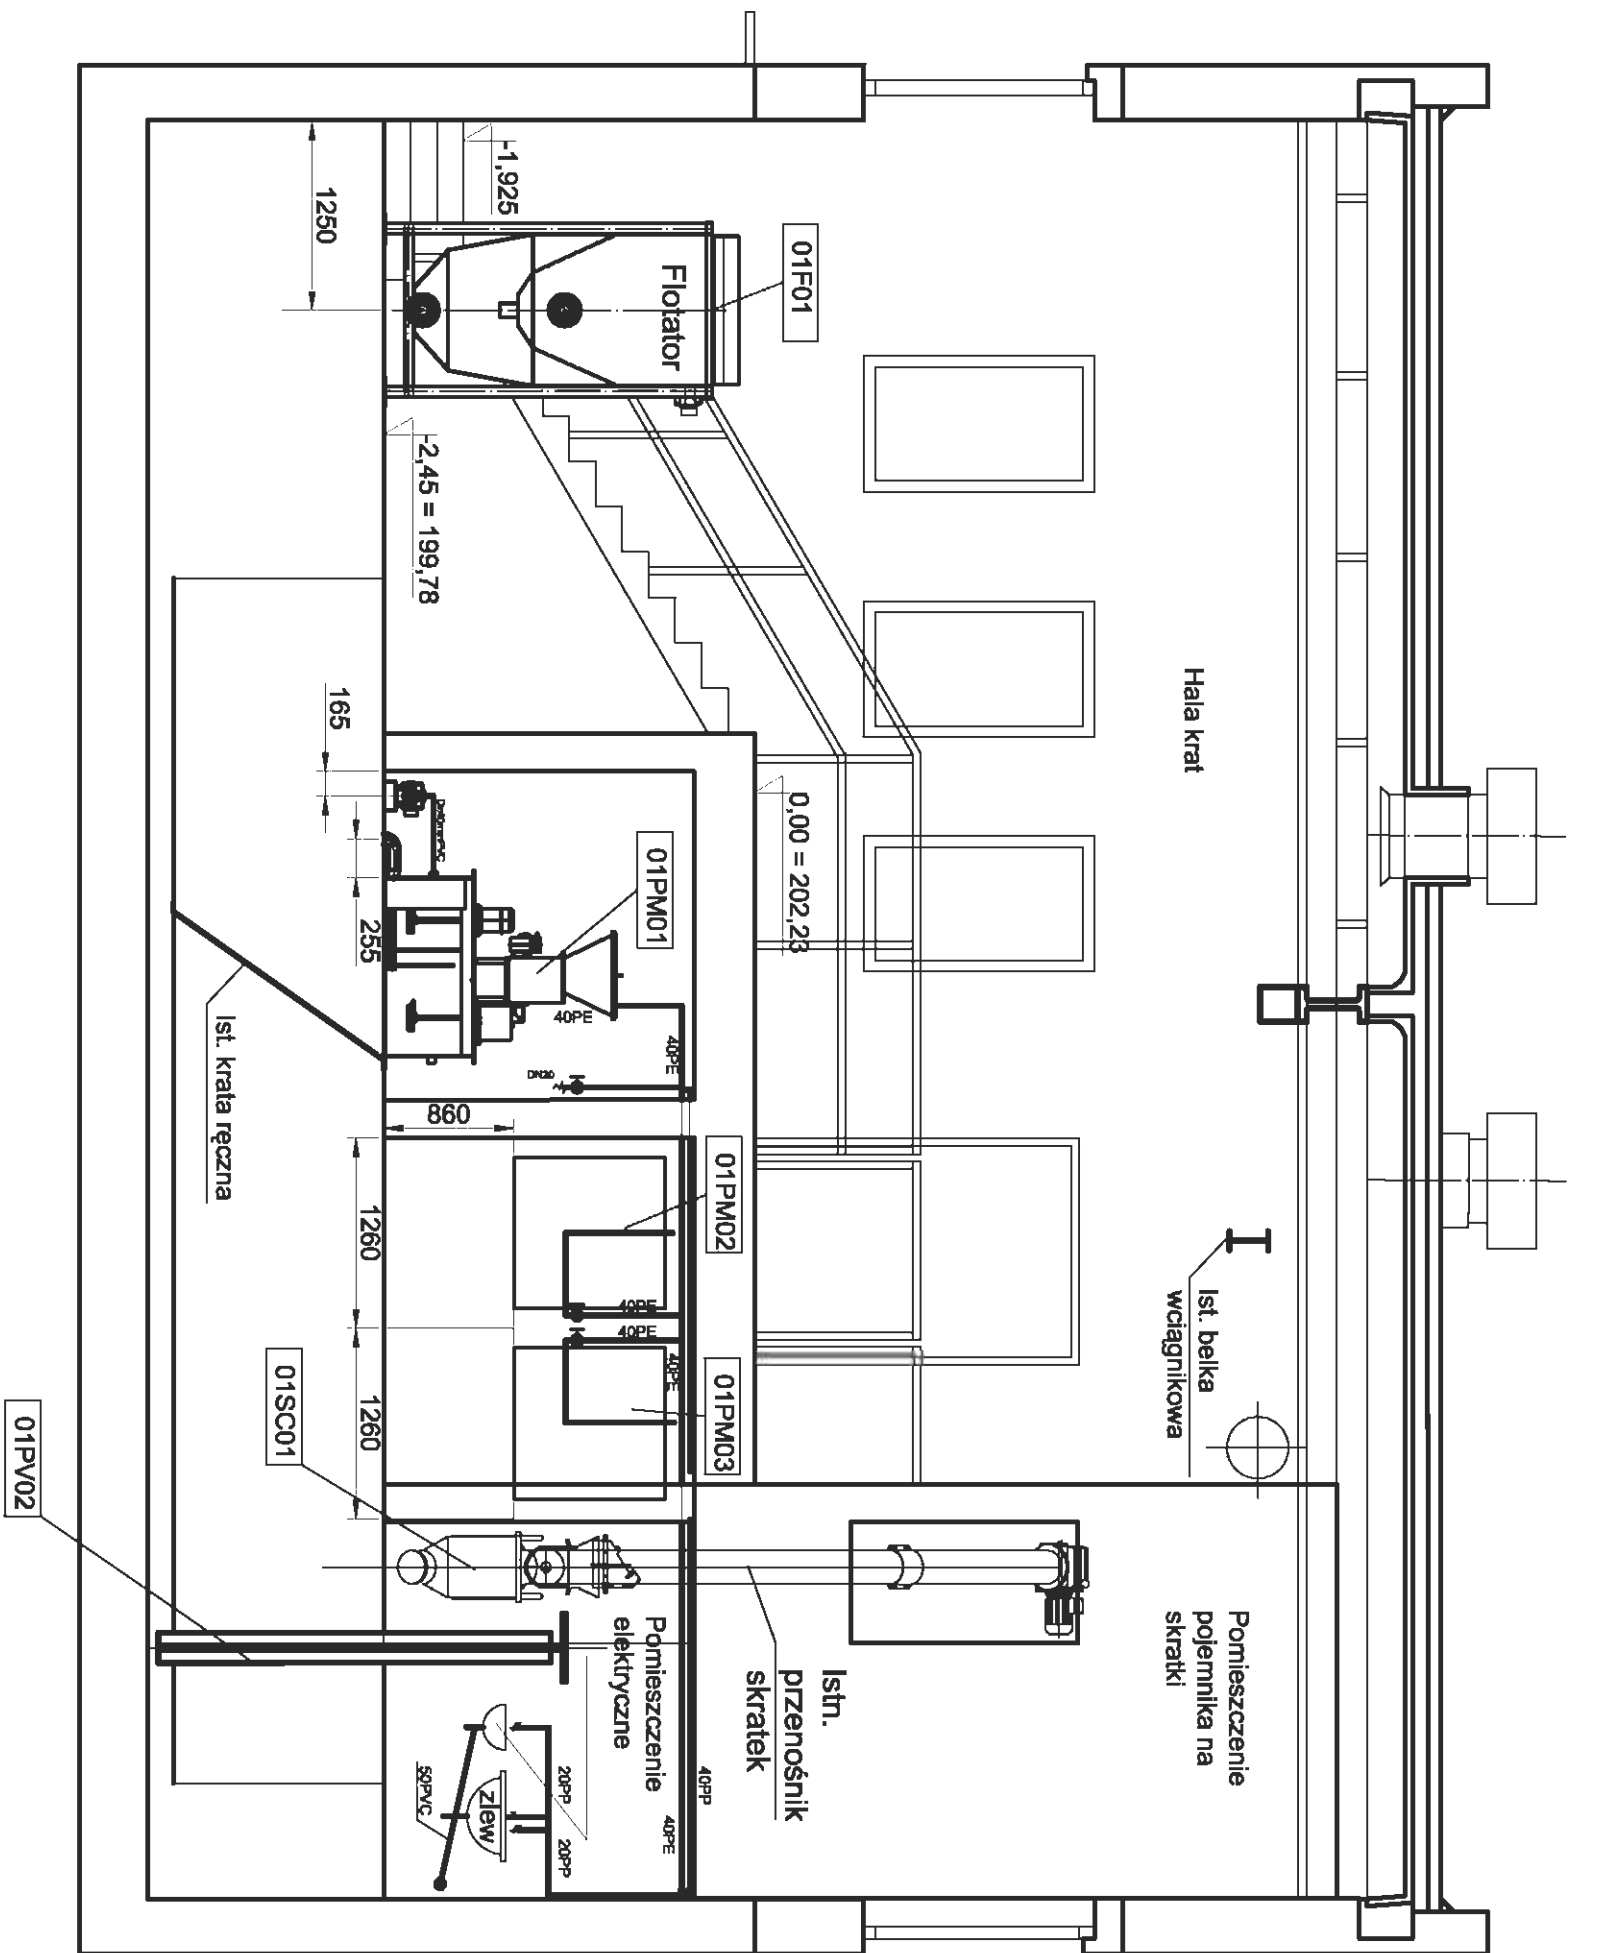 Hala krat
Ist. belka
wciągnikowa
Pomieszczenie
pojemnika na
skratki
01F01
Flotator
-1,925
-2,45 = 199,78
1250
0,00 = 202,23
01PM01
40PE
40PE
DN20
165
255
860
01PM02
01PM03
40PE
40PE
40PE
1260
1260
Ist. krata ręczna
01SC01
01PV02
Istn.
przenośnik
skratek
Pomieszczenie
elektryczne
40PP
40PE
20PP
20PP
50PVC
zlew